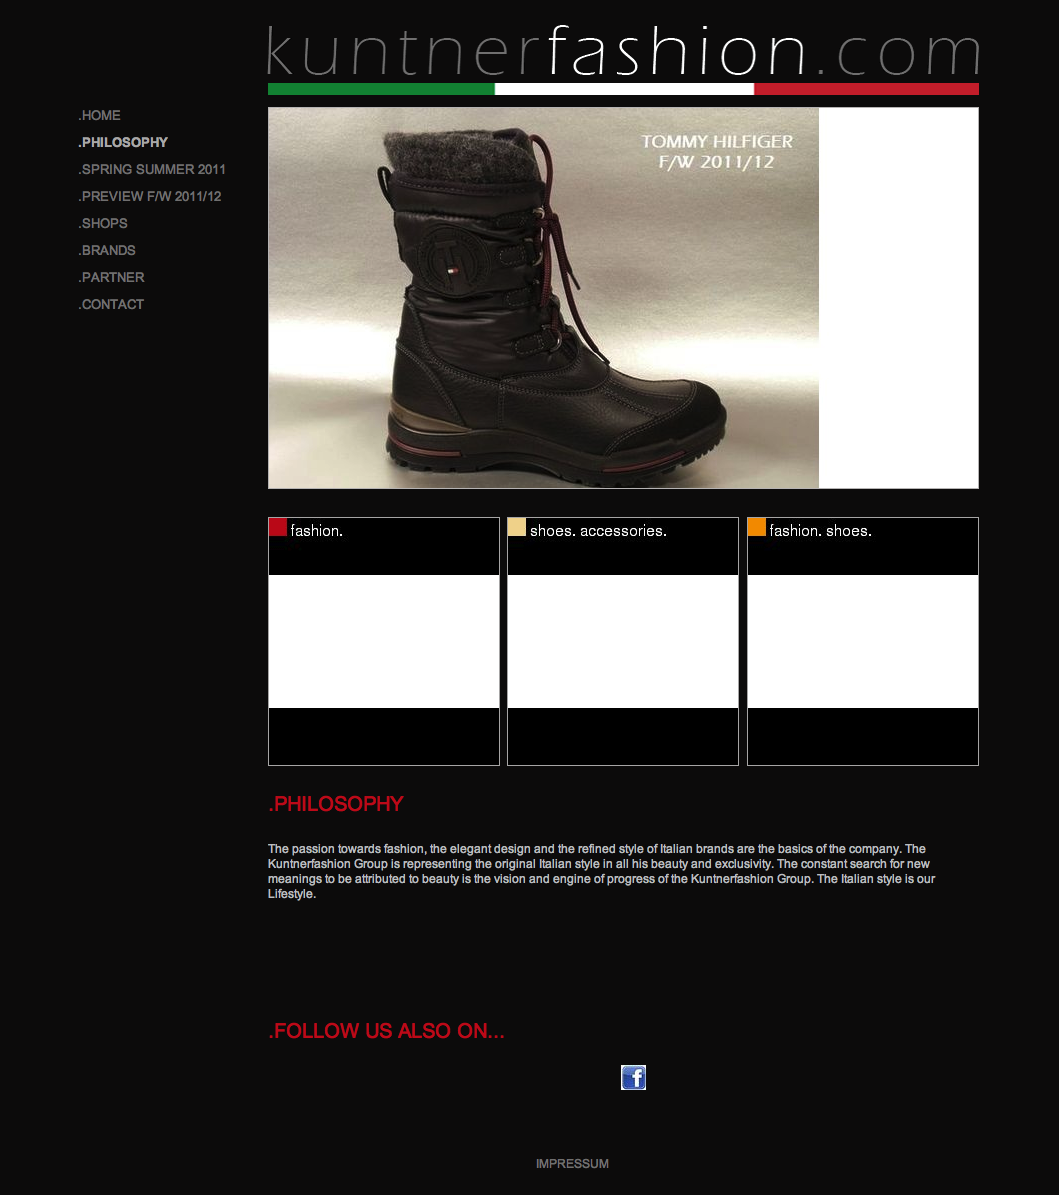 kuntnerfashion.com
.HOME
.PHILOSOPHY
.SPRING SUMMER 2011
.PREVIEW F/W 2011/12
.SHOPS
.BRANDS
.PARTNER
.CONTACT
TOMMY HILFIGER
F/W 2011/12
fashion.
shoes. accessories.
fashion. shoes.
.PHILOSOPHY
The passion towards fashion, the elegant design and the refined style of Italian brands are the basics of the company. The
Kuntnerfashion Group is representing the original Italian style in all his beauty and exclusivity. The constant search for new
meanings to be attributed to beauty is the vision and engine of progress of the Kuntnerfashion Group. The Italian style is our
Lifestyle.
.FOLLOW US ALSO ON...
f
IMPRESSUM